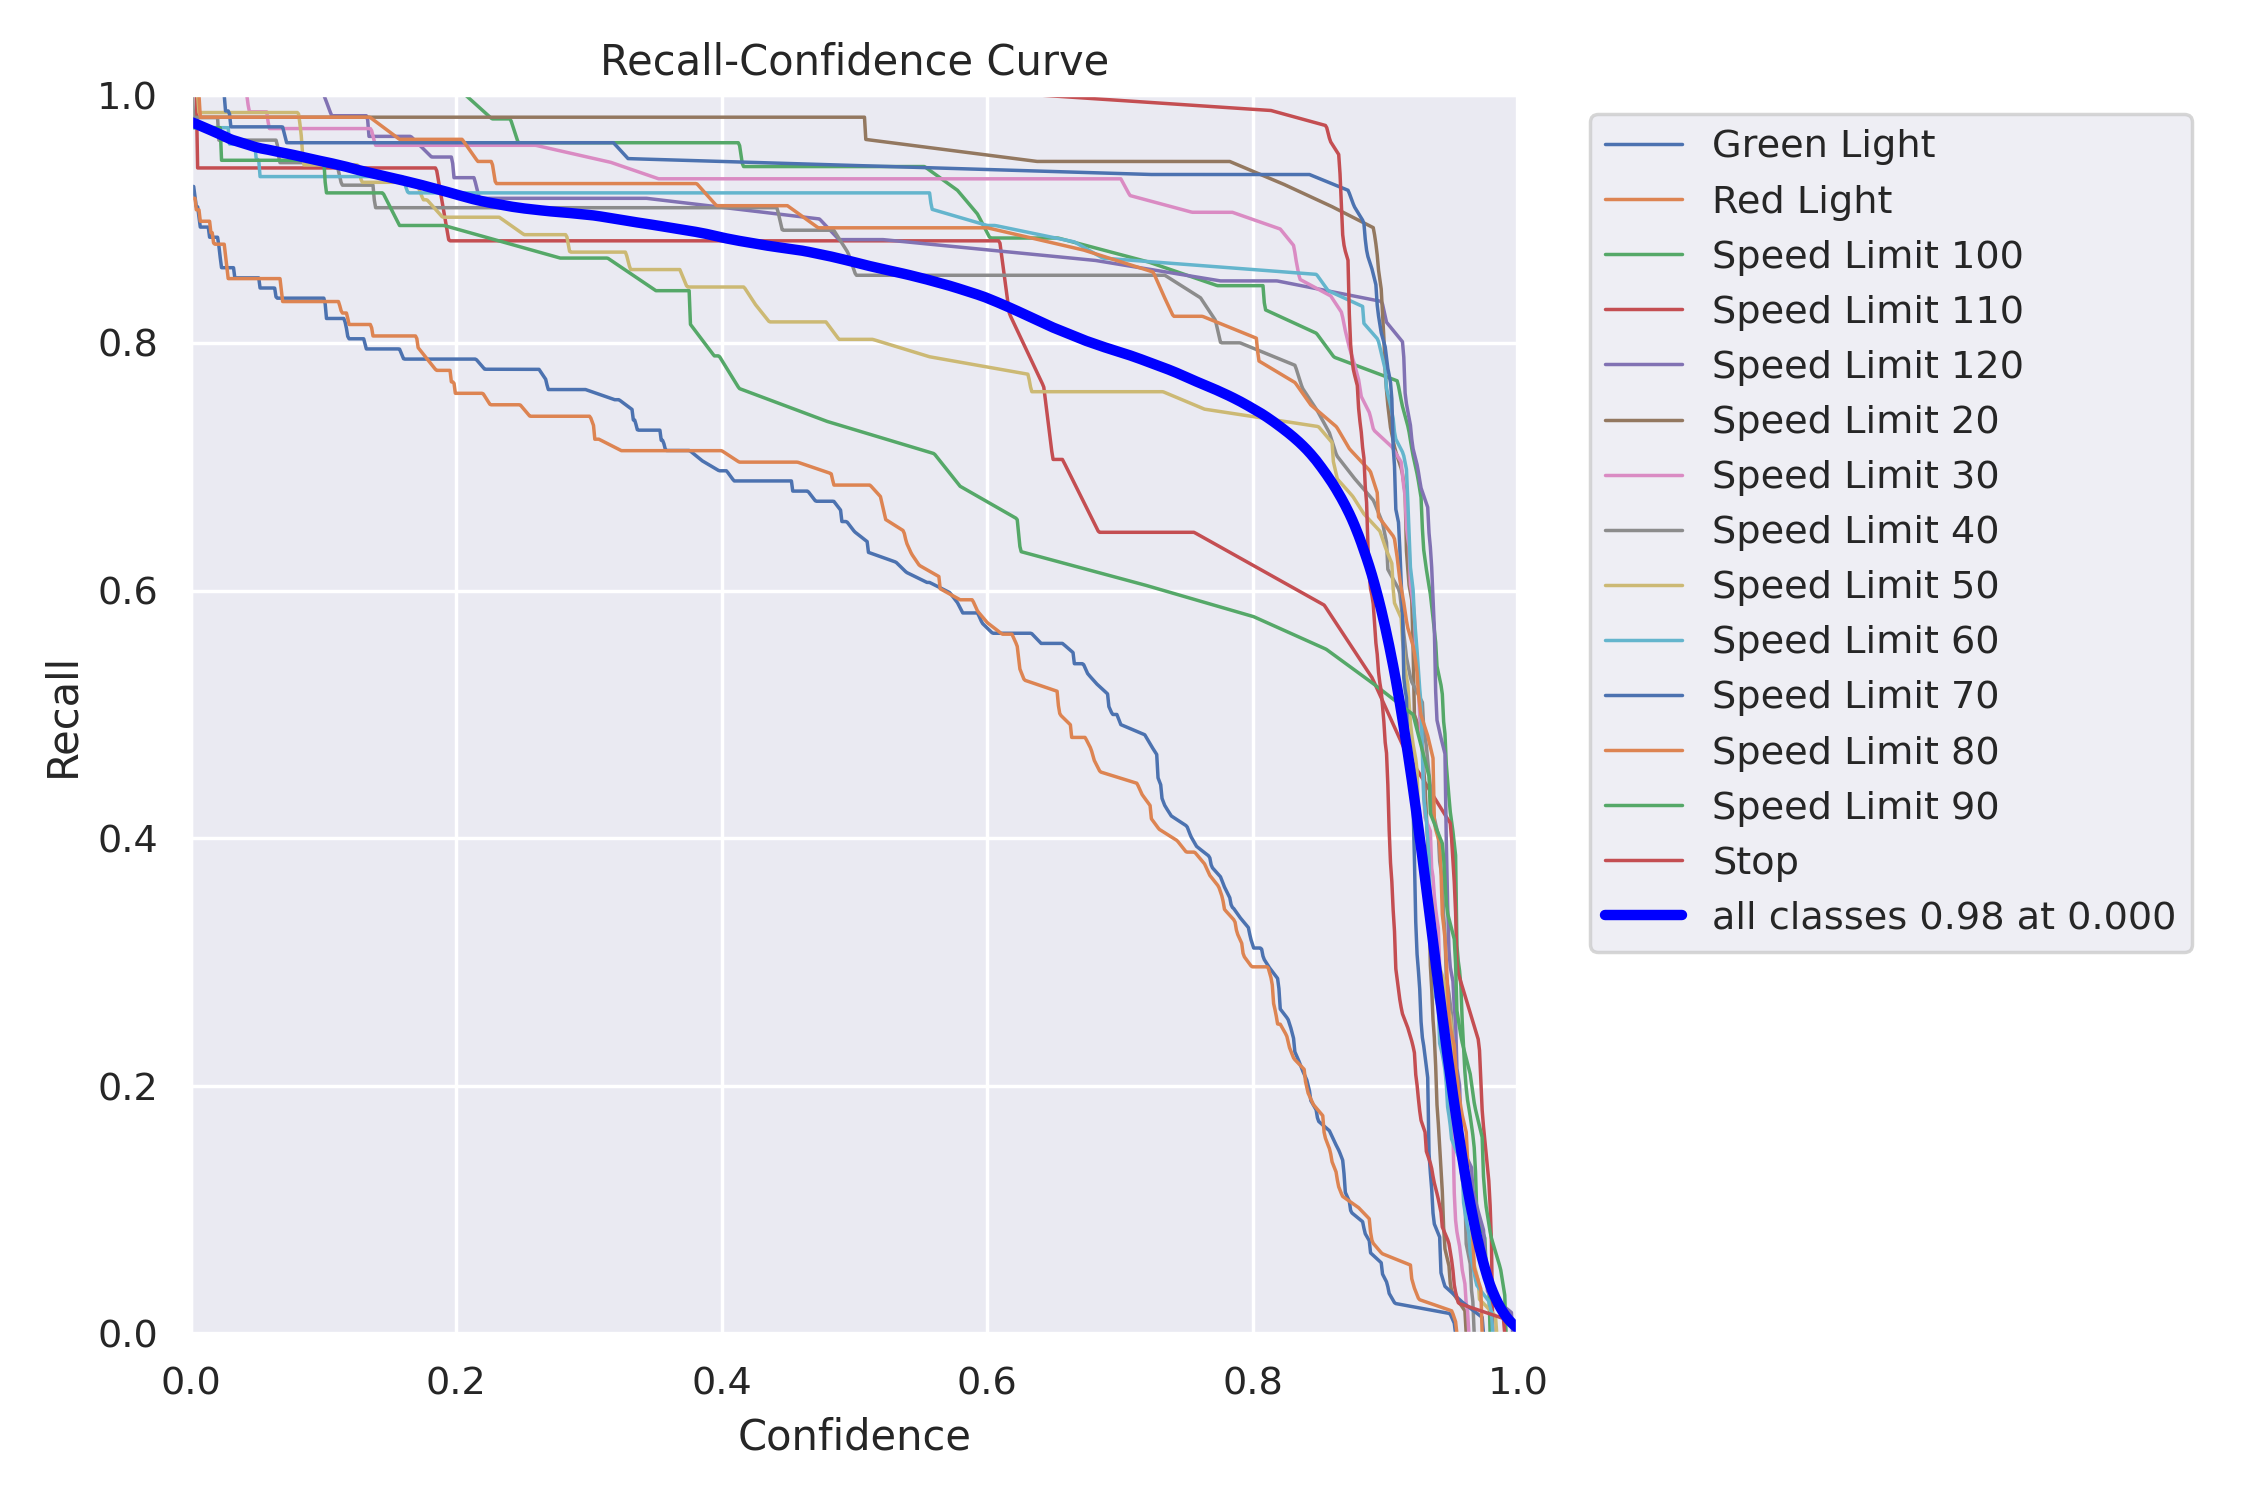 Recall-Confidence Curve
1.0
0.8
0.6
0.4
0.2
0.0
Recall
0.0 0.2 0.4 0.6 0.8 1.0
Confidence
Green Light
Red Light
Speed Limit 100
Speed Limit 110
Speed Limit 120
Speed Limit 20
Speed Limit 30
Speed Limit 40
Speed Limit 50
Speed Limit 60
Speed Limit 70
Speed Limit 80
Speed Limit 90
Stop
all classes 0.98 at 0.000